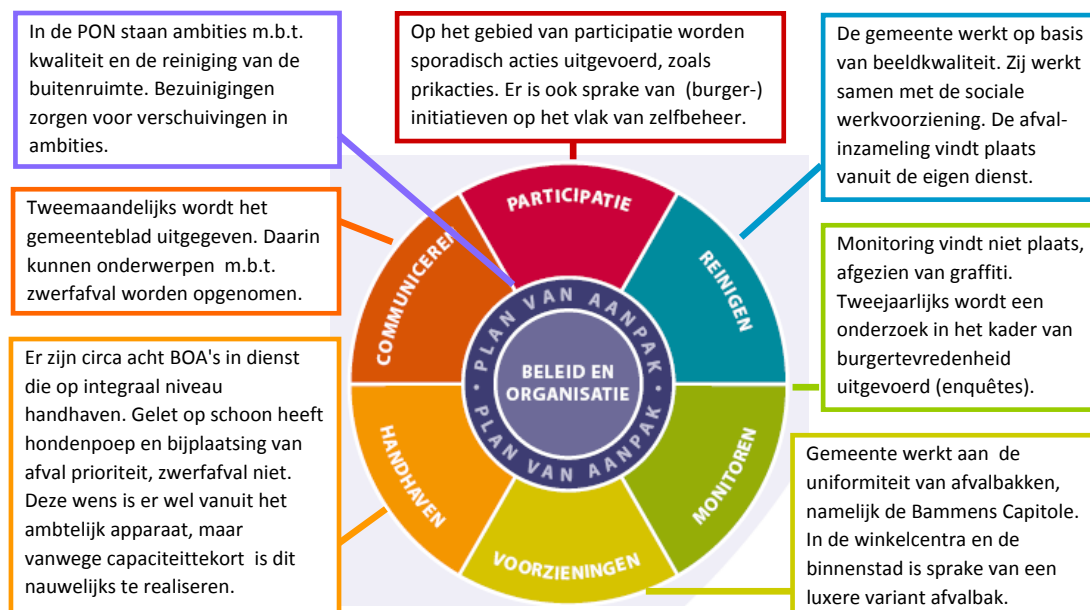 In de PON staan ambities m.b.t.
kwaliteit en de reiniging van de
buitenruimte. Bezuinigingen
zorgen voor verschuivingen in
ambities.
Op het gebied van participatie worden
sporadisch acties uitgevoerd, zoals
prikacties. Er is ook sprake van (burger-)
initiatieven op het vlak van zelfbeheer.
De gemeente werkt op basis
van beeldkwaliteit. Zij werkt
samen met de sociale
werkvoorziening. De afval-
inzameling vindt plaats
vanuit de eigen dienst.
Tweemaandelijks wordt het
gemeenteblad uitgegeven. Daarin
kunnen onderwerpen m.b.t.
zwerfafval worden opgenomen.
Monitoring vindt niet plaats,
afgezien van graffiti.
Tweejaarlijks wordt een
onderzoek in het kader van
burgertevredenheid
uitgevoerd (enquêtes).
Er zijn circa acht BOA's in dienst
die op integraal niveau
handhaven. Gelet op schoon heeft
hondenpoep en bijplaatsing van
afval prioriteit, zwerfafval niet.
Deze wens is er wel vanuit het
ambtelijk apparaat, maar
vanwege capaciteittekort is dit
nauwelijks te realiseren.
Gemeente werkt aan de
uniformiteit van afvalbakken,
namelijk de Bammens Capitole.
In de winkelcentra en de
binnenstad is sprake van een
luxere variant afvalbak.
PARTICIPATIE
REINIGEN
MONITOREN
VOORZIENINGEN
HANDHAVEN
COMMUNICEREN
PLAN VAN AANPAK • PLAN VAN AANPAK •
BELEID EN
ORGANISATIE